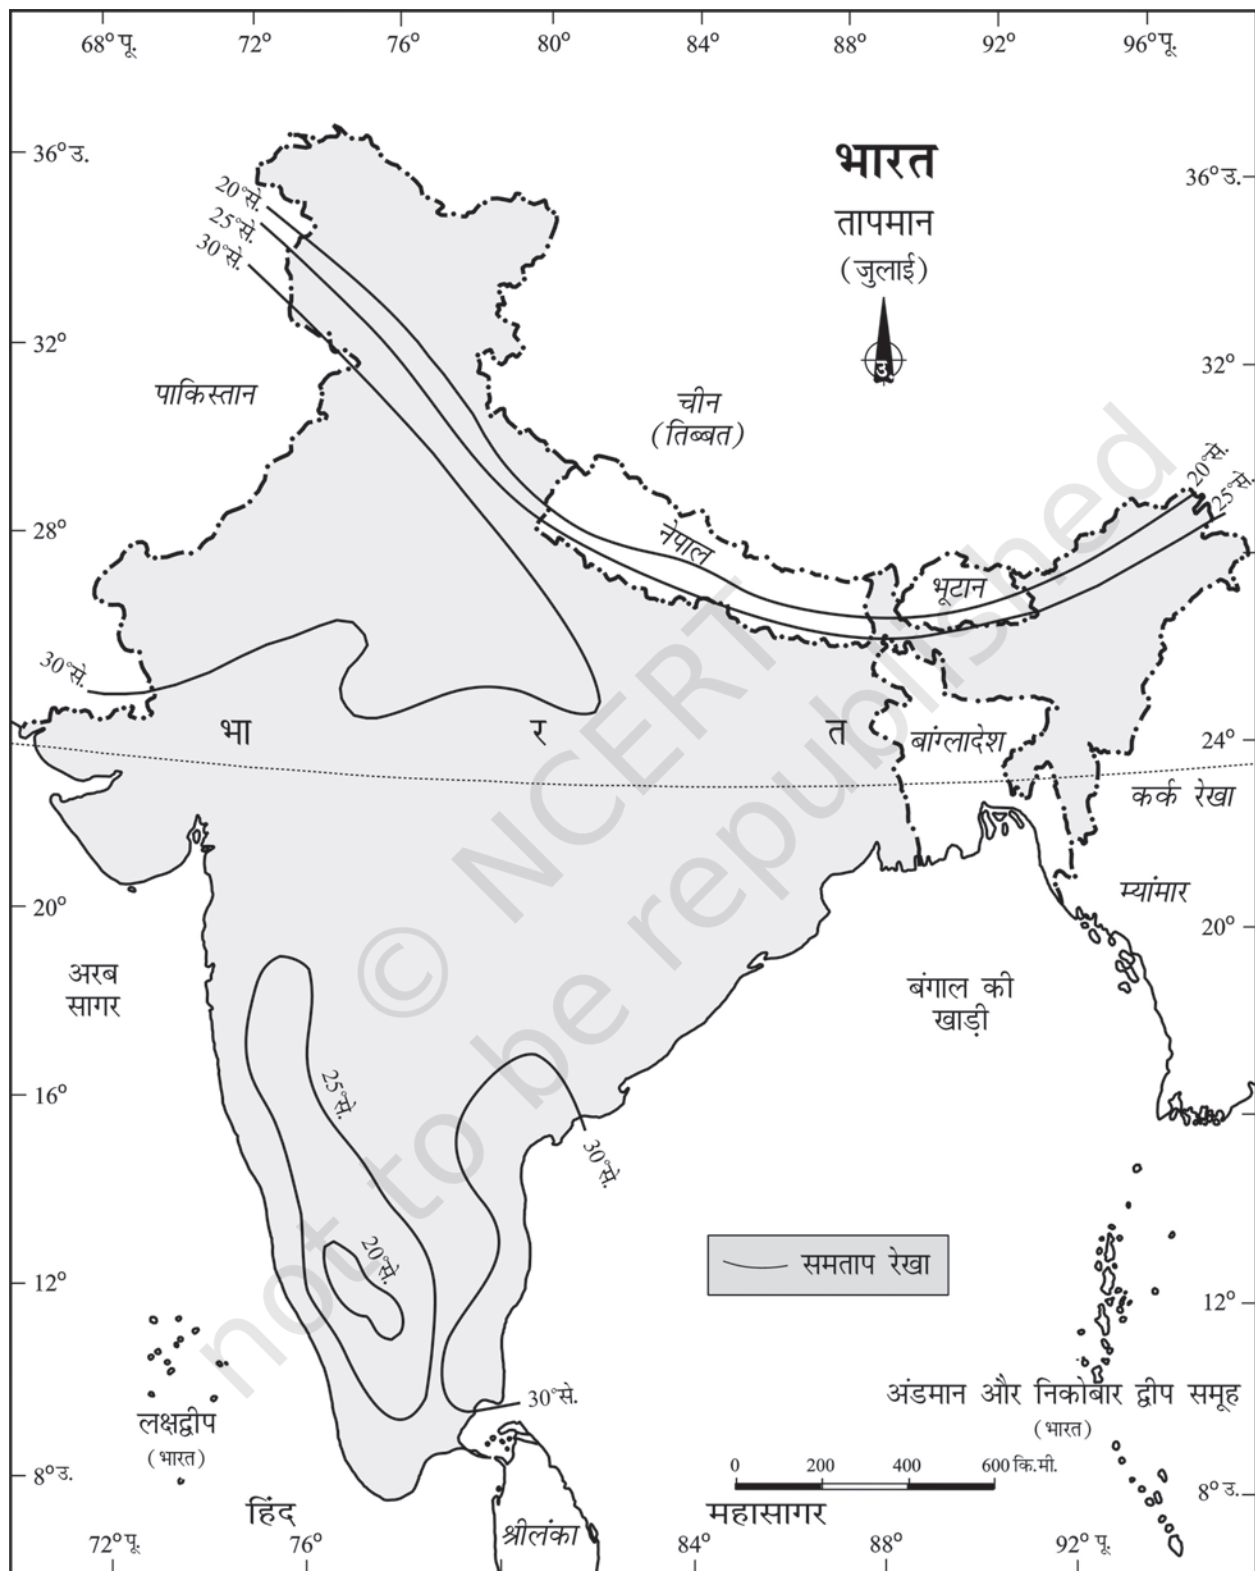 68° पू.
72°
76°
80°
84°
88°
92°
96° पू.
36° उ.
36° उ.
भारत
तापमान
(जुलाई)
उ.
20°से.
25°से.
30°से.
32°
32°
पाकिस्तान
चीन
(तिब्बत)
20°से.
25°से.
28°
नेपाल
भूटान
30°से.
भा
र
त
बांग्लादेश
24°
कर्क रेखा
म्यांमार
20°
20°
अरब
सागर
बंगाल की
खाड़ी
16°
25°से.
30°से.
12°
20°से.
समताप रेखा
12°
30°से.
लक्षद्वीप
(भारत)
अंडमान और निकोबार द्वीप समूह
(भारत)
8° उ.
0 200 400 600 कि.मी.
8° उ.
हिंद
श्रीलंका
महासागर
72° पू.
76°
84°
88°
92° पू.
© NCERT
not to be republished